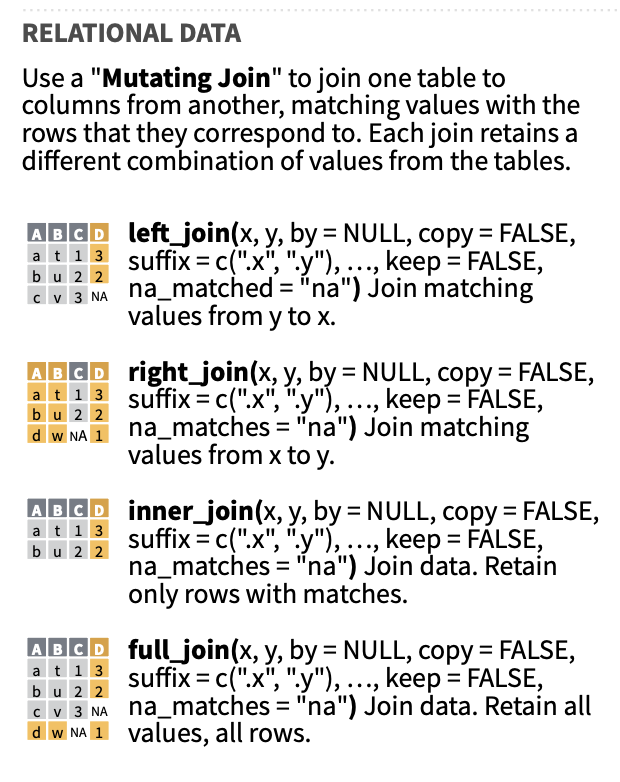 RELATIONAL DATA
Use a "Mutating Join" to join one table to
columns from another, matching values with the
rows that they correspond to. Each join retains a
different combination of values from the tables.
A B C D
a t 1 3
b u 2 2
c v 3 NA
left_join(x, y, by = NULL, copy = FALSE,
suffix = c(".x", ".y"), …, keep = FALSE,
na_matched = "na") Join matching
values from y to x.
A B C D
a t 1 3
b u 2 2
d w NA 1
right_join(x, y, by = NULL, copy = FALSE,
suffix = c(".x", ".y"), …, keep = FALSE,
na_matches = "na") Join matching
values from x to y.
A B C D
a t 1 3
b u 2 2
inner_join(x, y, by = NULL, copy = FALSE,
suffix = c(".x", ".y"), …, keep = FALSE,
na_matches = "na") Join data. Retain
only rows with matches.
A B C D
a t 1 3
b u 2 2
c v 3 NA
d w NA 1
full_join(x, y, by = NULL, copy = FALSE,
suffix = c(".x", ".y"), …, keep = FALSE,
na_matches = "na") Join data. Retain all
values, all rows.